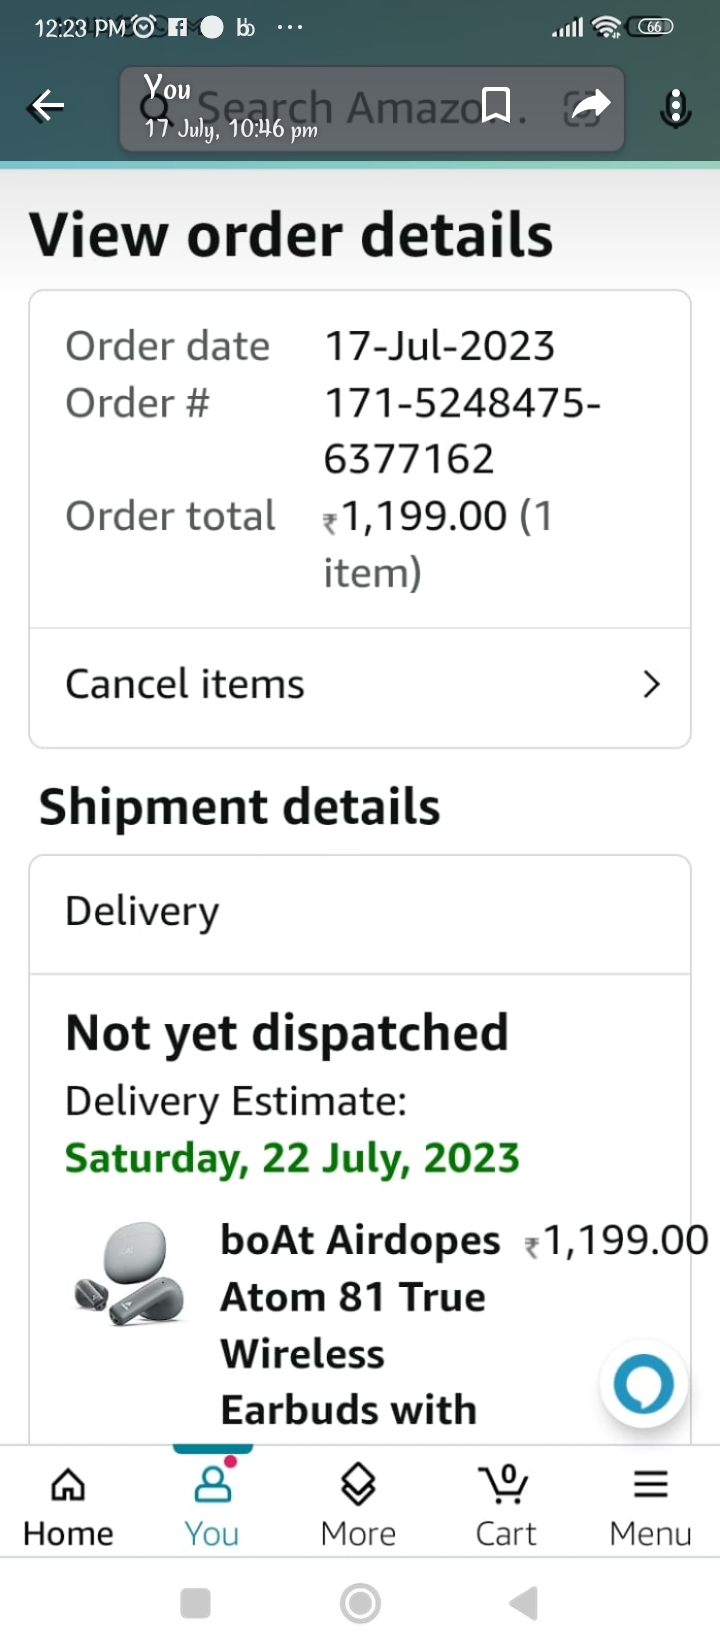 12:23 PM bb ... 66
You
Search Amazo...
17 July, 10:46 pm
View order details
Order date 17-Jul-2023
Order # 171-5248475-
6377162
Order total ₹1,199.00 (1
item)
Cancel items
Shipment details
Delivery
Not yet dispatched
Delivery Estimate:
Saturday, 22 July, 2023
boAt Airdopes ₹1,199.00
Atom 81 True
Wireless
Earbuds with
0
Home You More Cart Menu